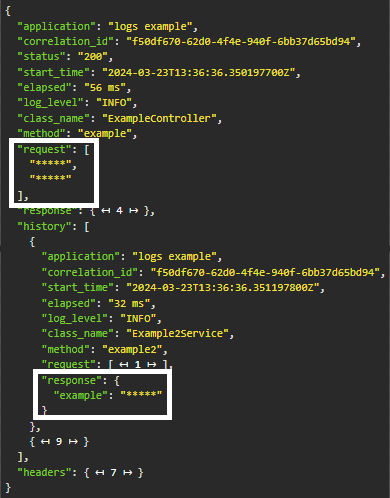 {
"application": "logs example",
"correlation_id": "f50df670-62d0-4f4e-940f-6bb37d65bd94",
"status": "200",
"start_time": "2024-03-23T13:36:36.350197700Z",
"elapsed": "56 ms",
"log_level": "INFO",
"class_name": "ExampleController",
"method": "example",
"request": [
"*****",
"*****"
],
"response": { ↤ 4 ↦ },
"history": [
{
"application": "logs example",
"correlation_id": "f50df670-62d0-4f4e-940f-6bb37d65bd94",
"start_time": "2024-03-23T13:36:36.351197800Z",
"elapsed": "32 ms",
"log_level": "INFO",
"class_name": "Example2Service",
"method": "example2",
"request": [ ↤ 1 ↦ ],
"response": {
"example": "*****"
}
},
{ ↤ 9 ↦ }
],
"headers": { ↤ 7 ↦ }
}